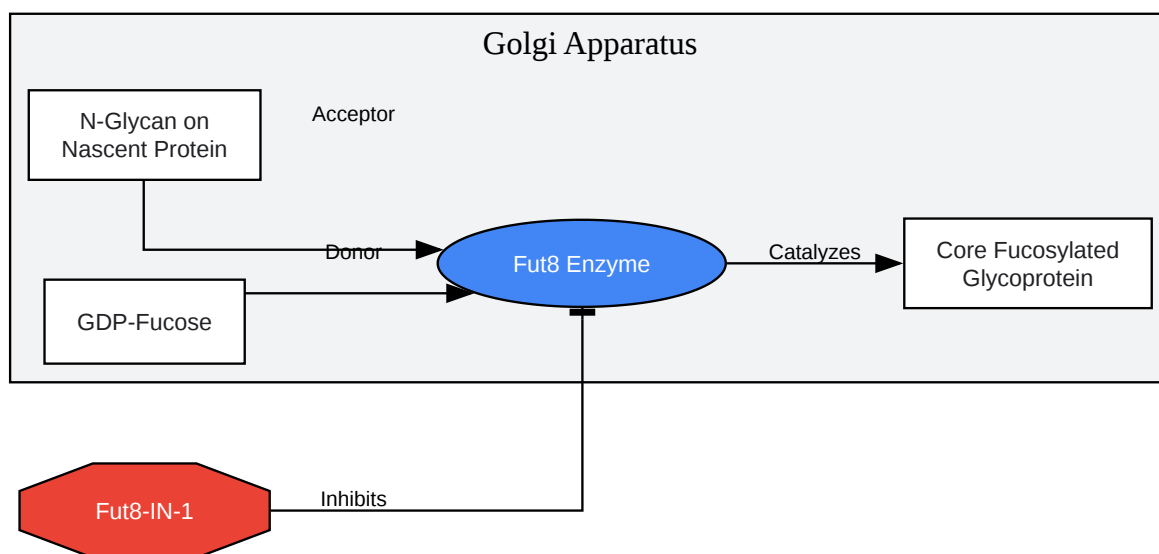 Golgi Apparatus
N-Glycan on
Nascent Protein
Acceptor
Donor
GDP-Fucose
Fut8 Enzyme
Catalyzes
Core Fucosylated
Glycoprotein
Fut8-IN-1
Inhibits